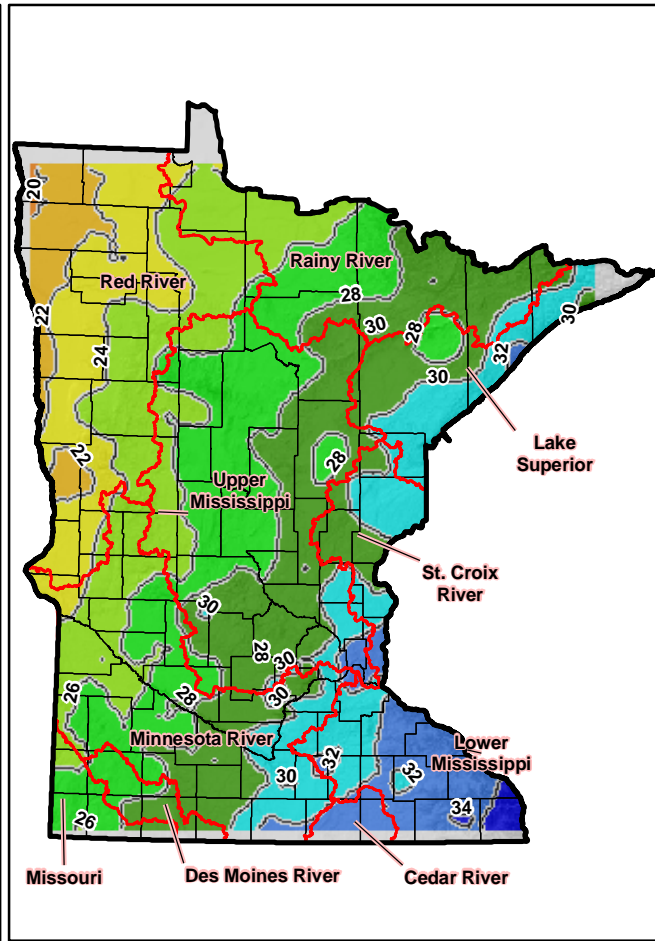 20
Rainy River
Red River
28
22
30
28
30
32
24
30
Lake
Superior
22
28
Upper
Mississippi
St. Croix
River
30
28
30
26
28
30
Minnesota River
32
Lower
Mississippi
30
32
34
26
Missouri
Des Moines River
Cedar River